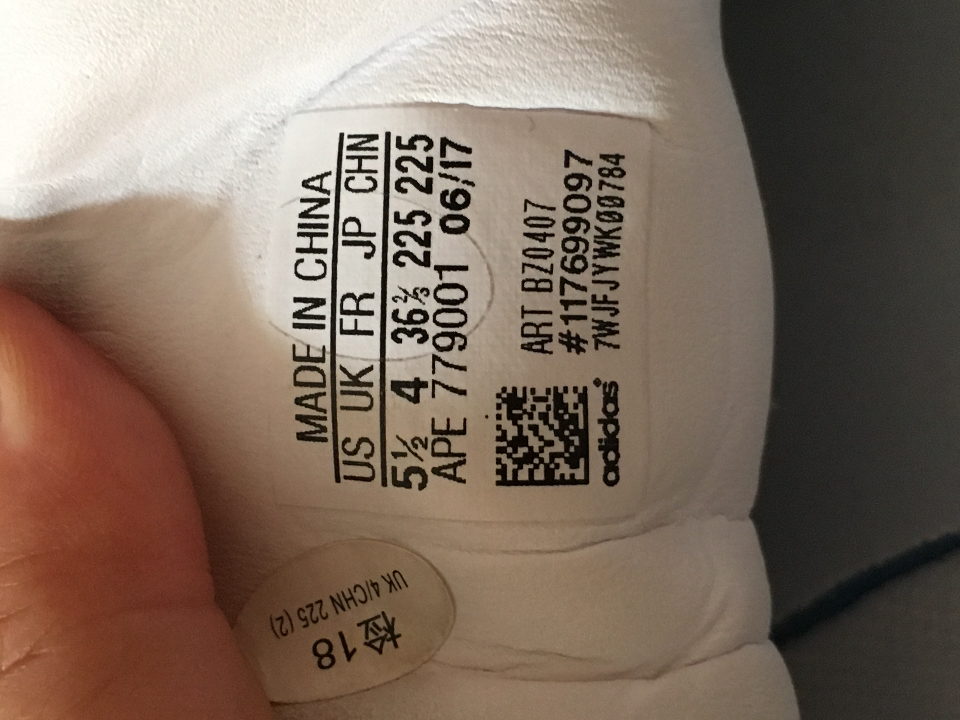 MADE IN CHINA
US UK FR JP CHN
5½ 4 36⅔ 225 225
APE 779001 06/17
ART BZ0407
#117699097
7WJFJYWK00784
adidas®
检18
UK 4/CHN 225 (2)